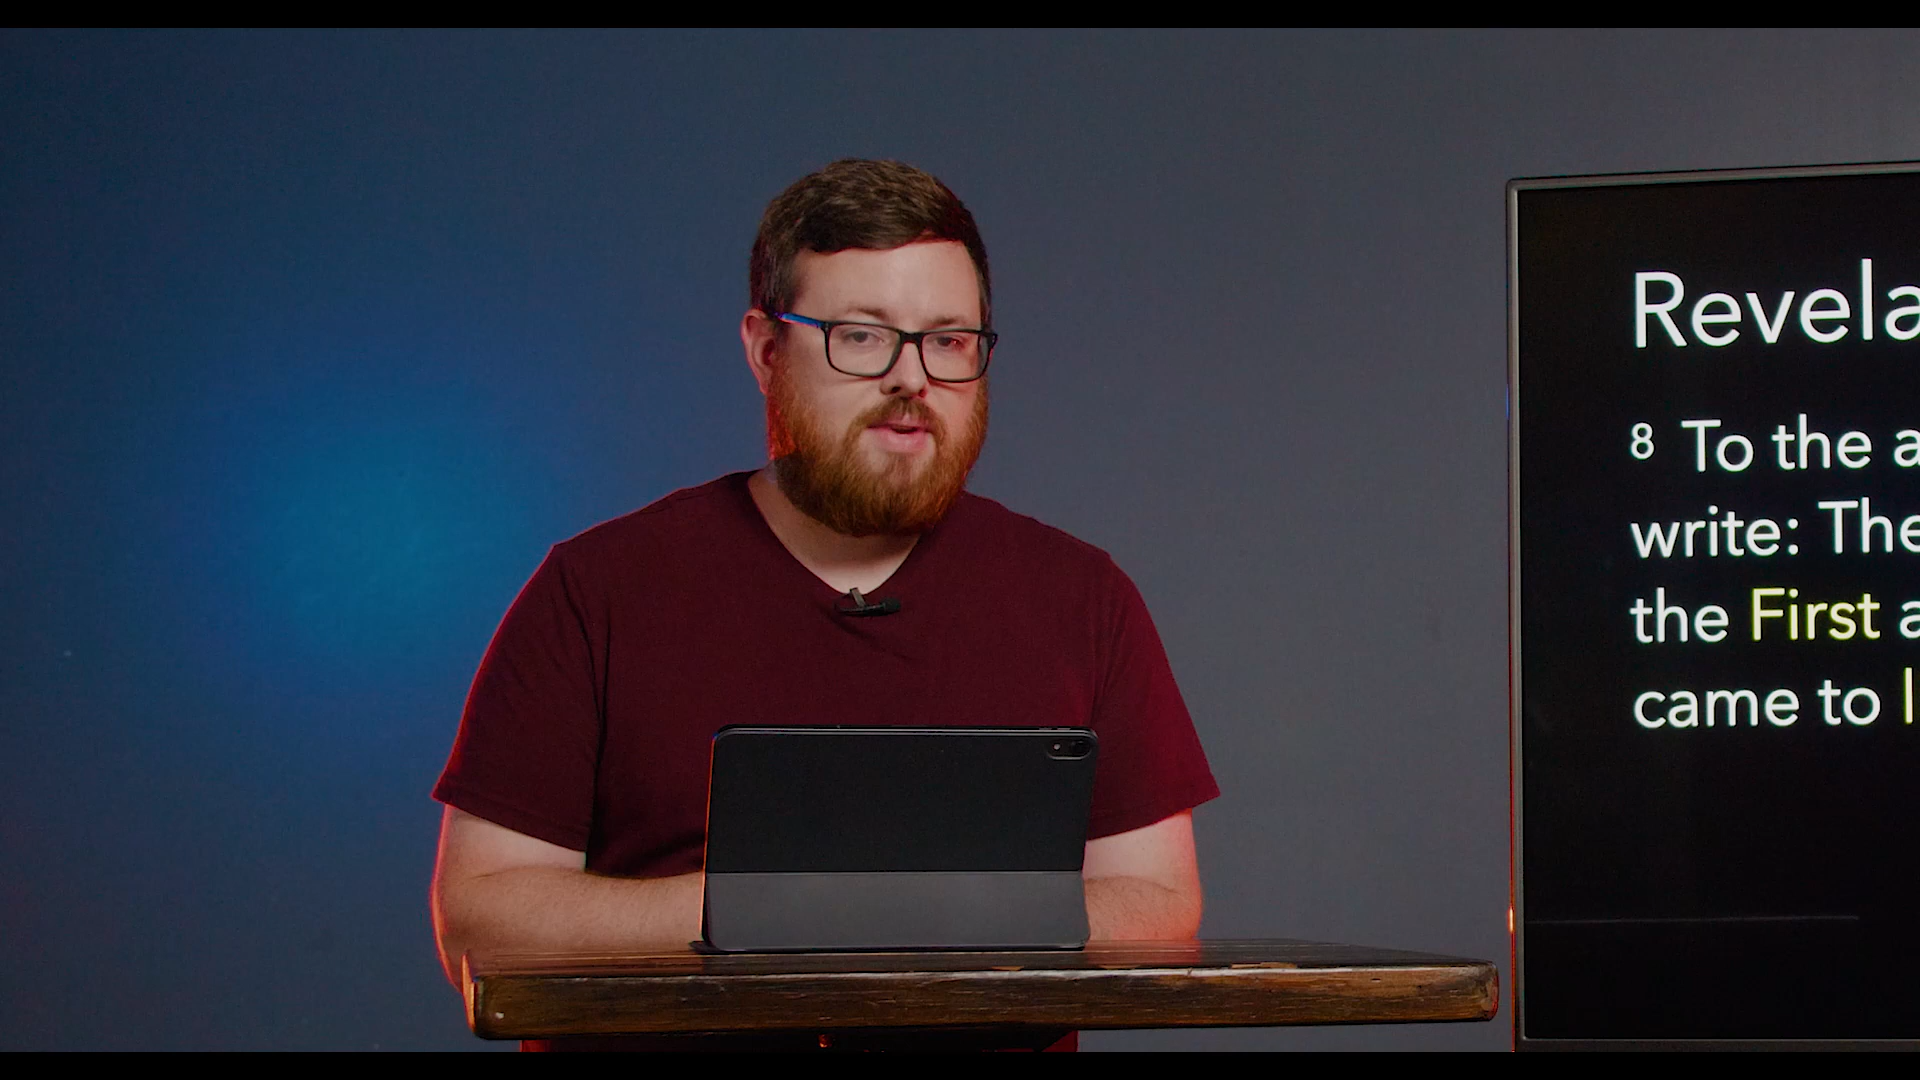 Revela
8 To the a
write: The
the First a
came to l